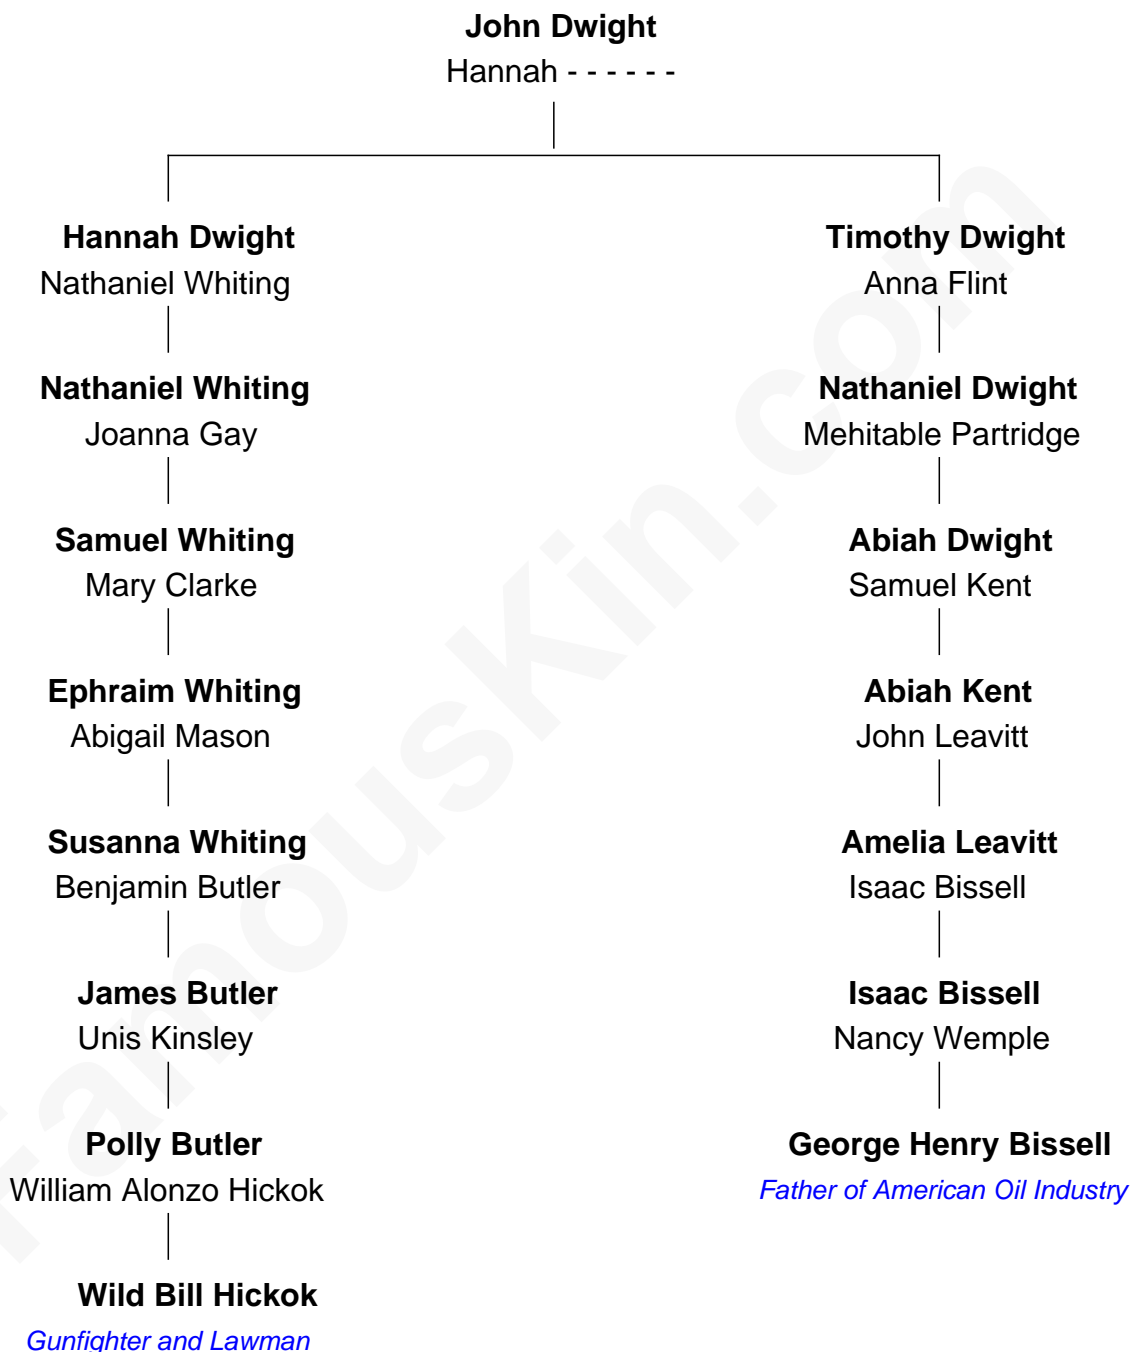 John Dwight
Hannah - - - - - -
Hannah Dwight
Nathaniel Whiting
Timothy Dwight
Anna Flint
Nathaniel Whiting
Joanna Gay
Nathaniel Dwight
Mehitable Partridge
Samuel Whiting
Mary Clarke
Abiah Dwight
Samuel Kent
Ephraim Whiting
Abigail Mason
Abiah Kent
John Leavitt
Susanna Whiting
Benjamin Butler
Amelia Leavitt
Isaac Bissell
James Butler
Unis Kinsley
Isaac Bissell
Nancy Wemple
Polly Butler
William Alonzo Hickok
George Henry Bissell
Father of American Oil Industry
Wild Bill Hickok
Gunfighter and Lawman
FamousKin.com